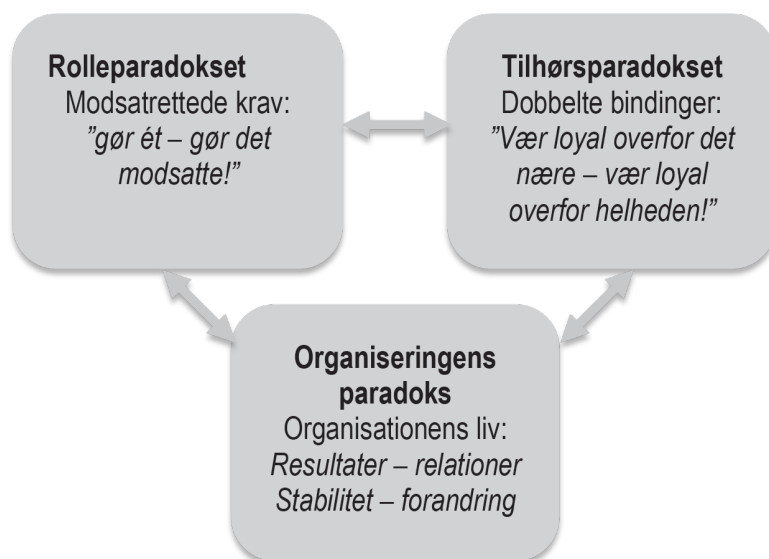 Rolleparadokset
Modsatrettede krav:
”gør ét – gør det
modsatte!”
Tilhørsparadokset
Dobbelte bindinger:
”Vær loyal overfor det
nære – vær loyal
overfor helheden!”
Organiseringens
paradoks
Organisationens liv:
Resultater – relationer
Stabilitet – forandring